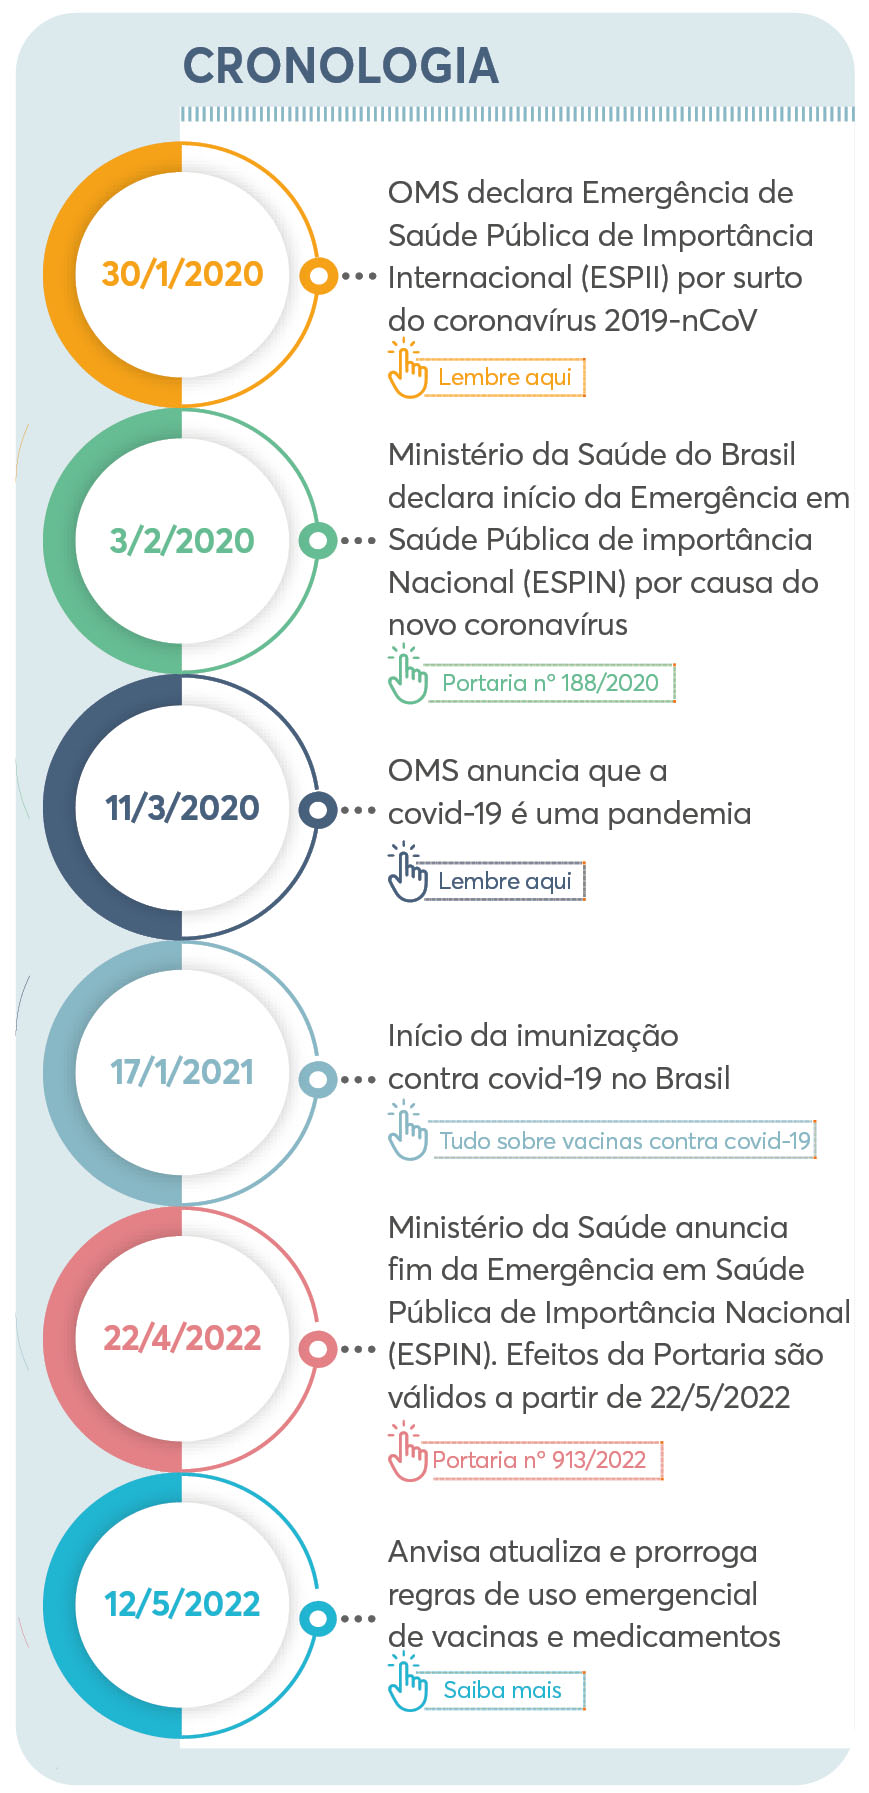 CRONOLOGIA
30/1/2020
OMS declara Emergência de
Saúde Pública de Importância
Internacional (ESPII) por surto
do coronavírus 2019-nCoV
Lembre aqui
3/2/2020
Ministério da Saúde do Brasil
declara início da Emergência em
Saúde Pública de importância
Nacional (ESPIN) por causa do
novo coronavírus
Portaria nº 188/2020
11/3/2020
OMS anuncia que a
covid-19 é uma pandemia
Lembre aqui
17/1/2021
Início da imunização
contra covid-19 no Brasil
Tudo sobre vacinas contra covid-19
22/4/2022
Ministério da Saúde anuncia
fim da Emergência em Saúde
Pública de Importância Nacional
(ESPIN). Efeitos da Portaria são
válidos a partir de 22/5/2022
Portaria nº 913/2022
12/5/2022
Anvisa atualiza e prorroga
regras de uso emergencial
de vacinas e medicamentos
Saiba mais